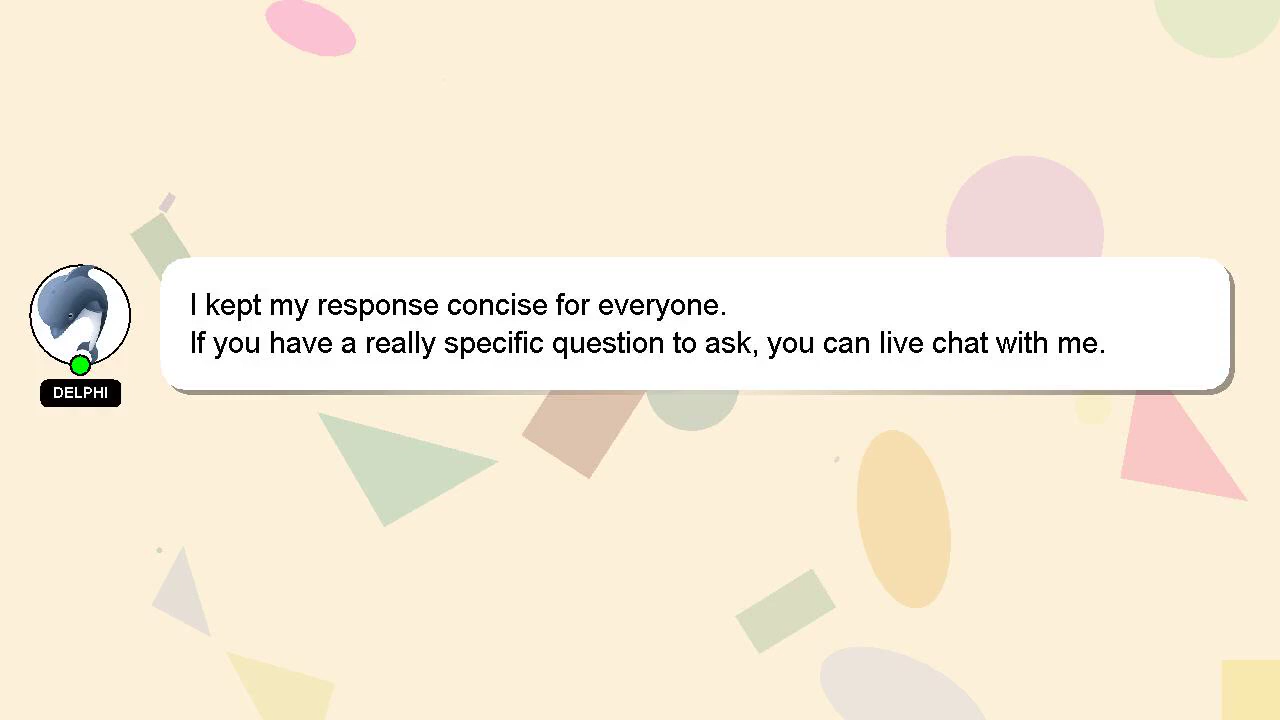 I kept my response concise for everyone.
If you have a really specific question to ask, you can live chat with me.
DELPHI